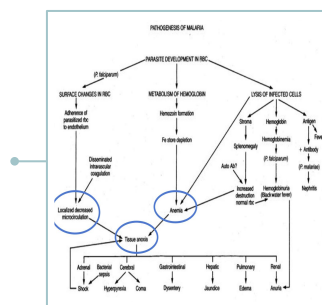 PATHOGENESIS OF MALARIA
PARASITE DEVELOPMENT IN RBC
(P. falciparum)
SURFACE CHANGES IN RBC
METABOLISM OF HEMOGLOBIN
LYSIS OF INFECTED CELLS
Adherence of
parasitized rbc
to endothelium
Hemozoin formation
Fe store depletion
Stroma
Splenomegaly
Hemoglobin
Hemoglobinemia
(P. falciparum)
Antigen
Fever
+ Antibody
(P. malariae)
Nephritis
Disseminated
intravascular
coagulation
Auto Ab?
Increased
destruction
normal rbc
Hemoglobinuria
(Blackwater fever)
Localized decreased
microcirculation
Anemia
Tissue anoxia
Adrenal
Bacterial
sepsis
Cerebral
Gastrointestinal
Hepatic
Pulmonary
Renal
Shock
Hyperpyrexia
Coma
Dysentery
Jaundice
Edema
Anuria